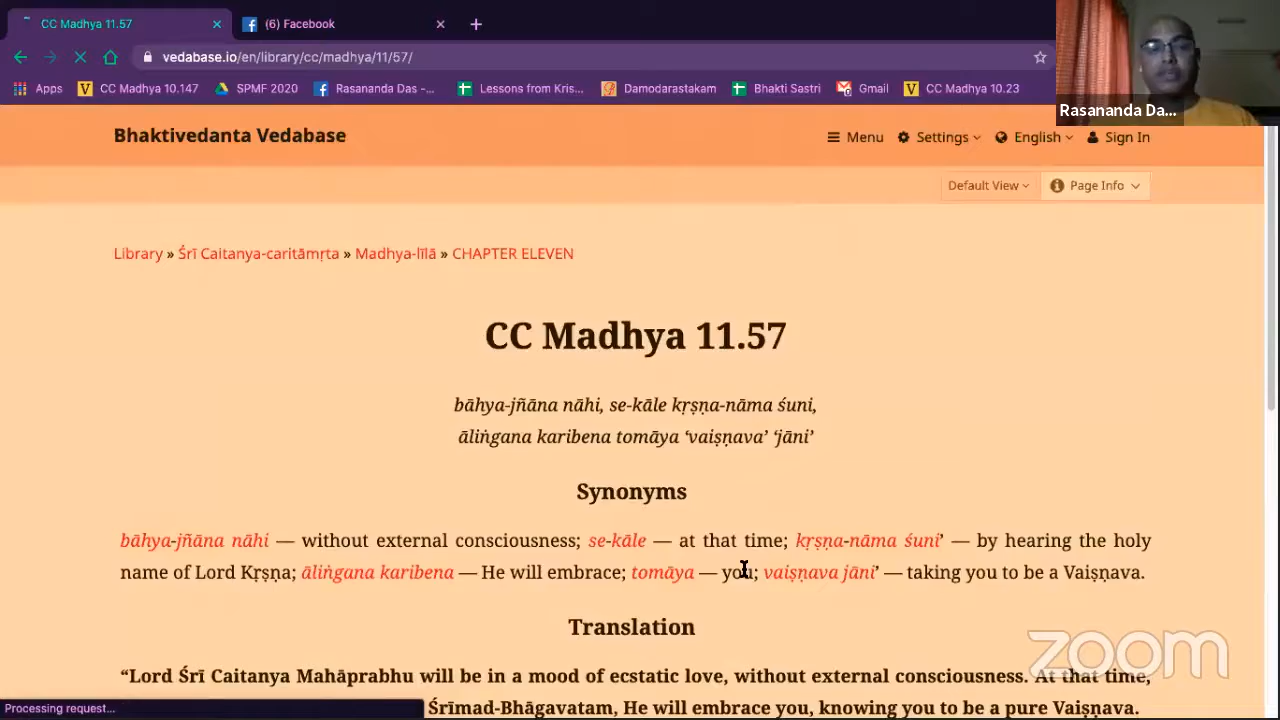 CC Madhya 11.57
(6) Facebook
vedabase.io/en/library/cc/madhya/11/57/
Apps CC Madhya 10.147 SPMF 2020 Rasananda Das -... Lessons from Kris... Damodarastakam Bhakti Sastri Gmail CC Madhya 10.23
Rasananda Da...
Bhaktivedanta Vedabase
Menu Settings English Sign In
Default View Page Info
Library » Śrī Caitanya-caritāmṛta » Madhya-līlā » CHAPTER ELEVEN
CC Madhya 11.57
bāhya-jñāna nāhi, se-kāle kṛṣṇa-nāma śuni,
āliṅgana karibena tomāya ‘vaiṣṇava’ ‘jāni’
Synonyms
bāhya-jñāna nāhi — without external consciousness; se-kāle — at that time; kṛṣṇa-nāma śuni’ — by hearing the holy
name of Lord Kṛṣṇa; āliṅgana karibena — He will embrace; tomāya — you; vaiṣṇava jāni’ — taking you to be a Vaiṣṇava.
Translation
“Lord Śrī Caitanya Mahāprabhu will be in a mood of ecstatic love, without external consciousness. At that time,
Śrīmad-Bhāgavatam, He will embrace you, knowing you to be a pure Vaiṣṇava.
zoom
Processing request...